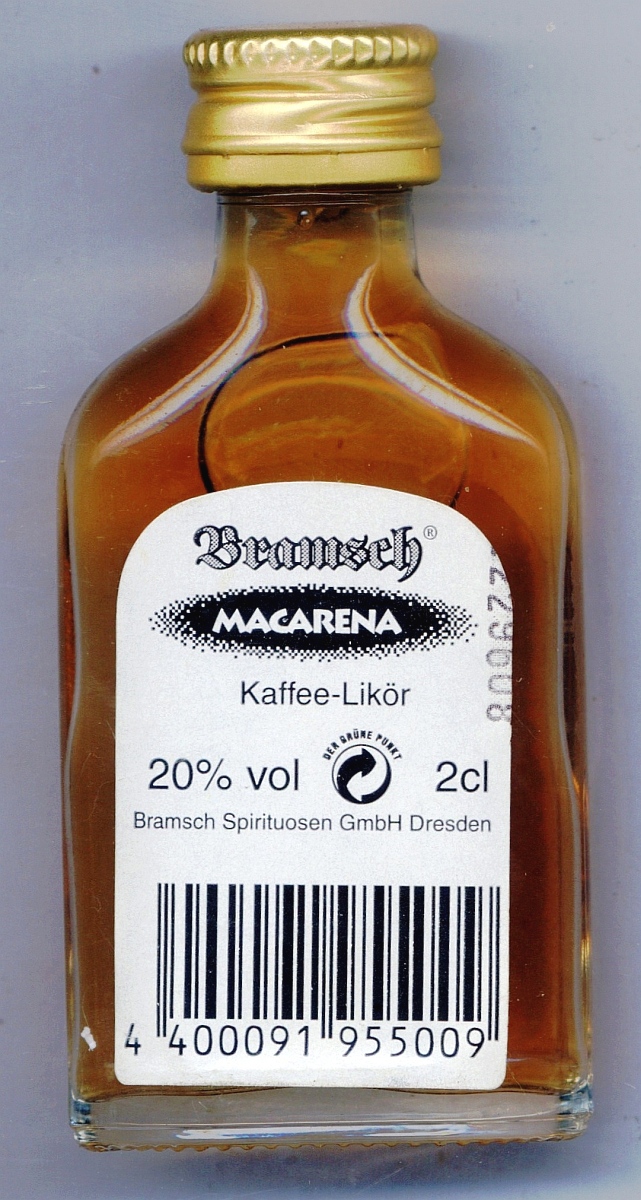 Bramsch®
MACARENA
Kaffee-Likör
20% vol
DER GRÜNE PUNKT
2cl
Bramsch Spirituosen GmbH Dresden
4 400091 955009